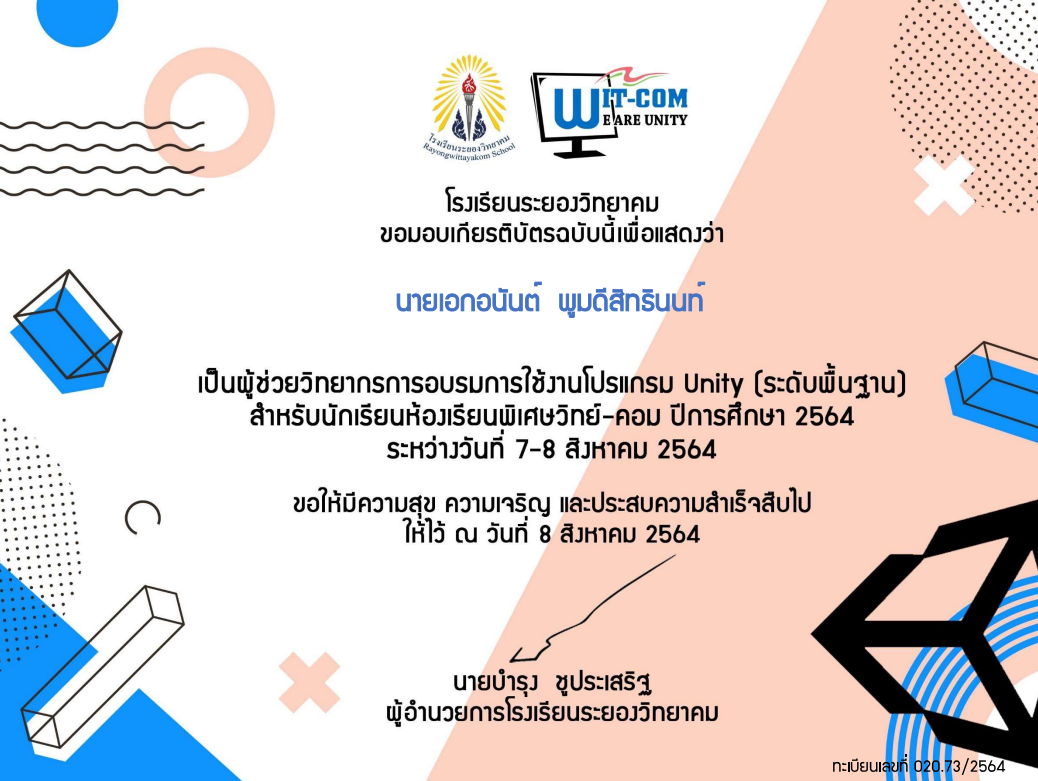 โรงเรียนระยองวิทยาคม
Rayongwittayakom School
WIT-COM
E ARE UNITY
โรงเรียนระยองวิทยาคม
ขอมอบเกียรติบัตรฉบับนี้เพื่อแสดงว่า
นายเอกอนันต์ พูมดีสิทรินนท์
เป็นผู้ช่วยวิทยากรการอบรมการใช้งานโปรแกรม Unity (ระดับพื้นฐาน)
สำหรับนักเรียนห้องเรียนพิเศษวิทย์-คอม ปีการศึกษา 2564
ระหว่างวันที่ 7-8 สิงหาคม 2564
ขอให้มีความสุข ความเจริญ และประสบความสำเร็จสืบไป
ให้ไว้ ณ วันที่ 8 สิงหาคม 2564
นายบำรุง ชูประเสริฐ
ผู้อำนวยการโรงเรียนระยองวิทยาคม
ทะเบียนเลขที่ 020.73/2564